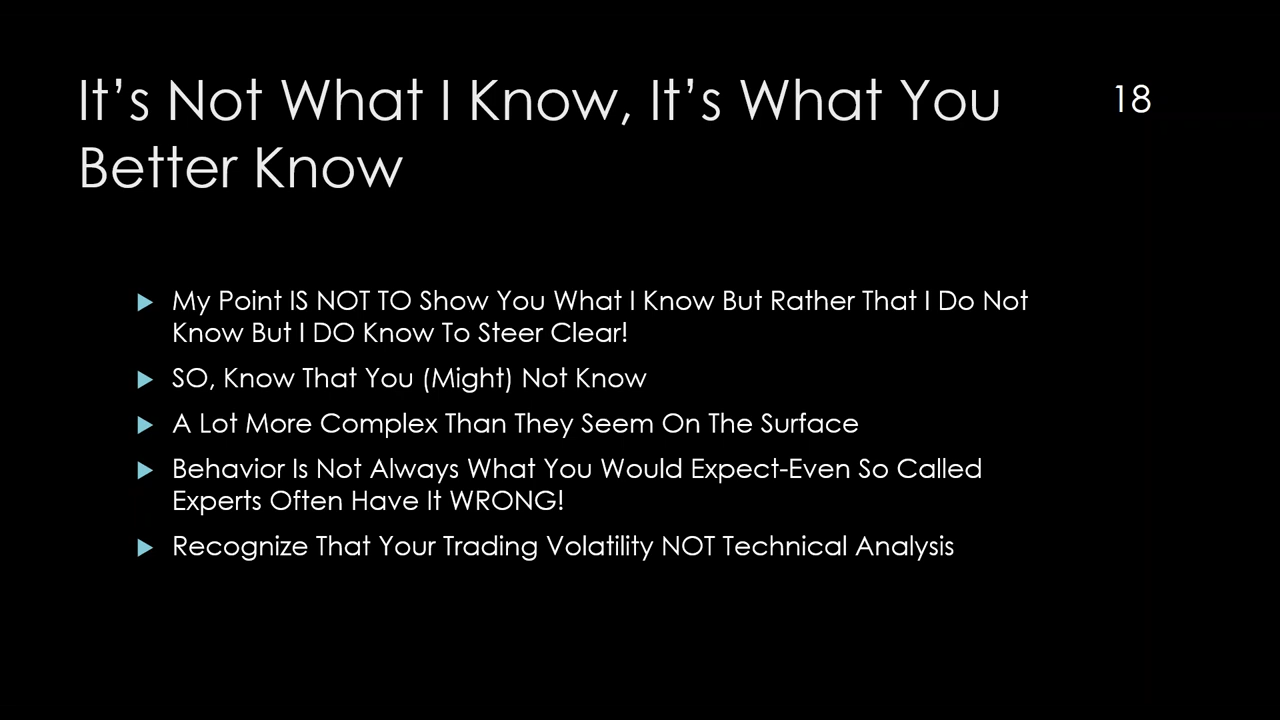 It’s Not What I Know, It’s What You
Better Know
18
My Point IS NOT TO Show You What I Know But Rather That I Do Not
Know But I DO Know To Steer Clear!
SO, Know That You (Might) Not Know
A Lot More Complex Than They Seem On The Surface
Behavior Is Not Always What You Would Expect-Even So Called
Experts Often Have It WRONG!
Recognize That Your Trading Volatility NOT Technical Analysis